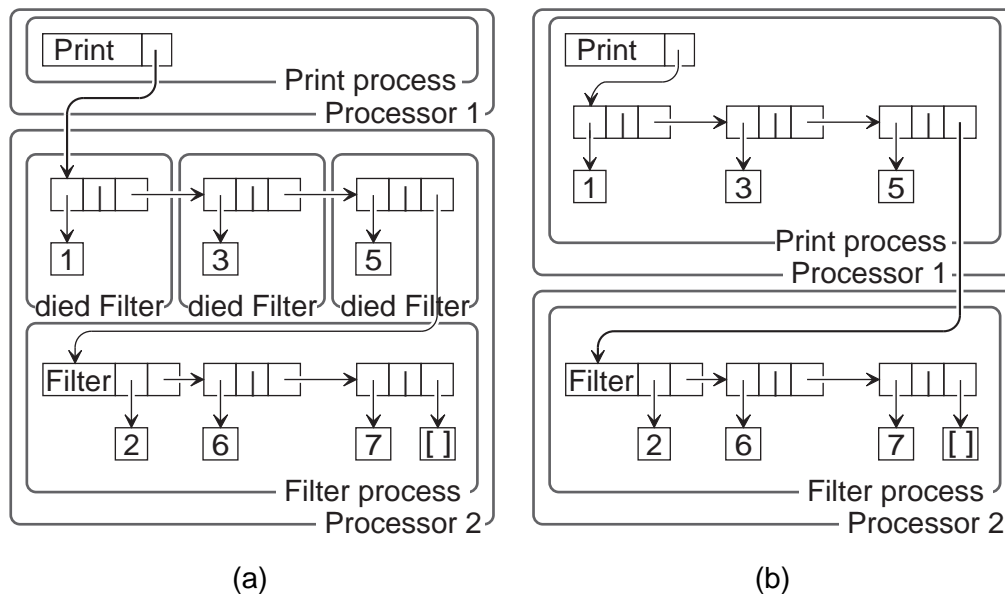 Print
Print process
Processor 1
|
|
|
1
3
5
died Filter
died Filter
died Filter
Filter
|
|
2
6
7
[ ]
Filter process
Processor 2
(a)
Print
|
|
|
1
3
5
Print process
Processor 1
Filter
|
|
2
6
7
[ ]
Filter process
Processor 2
(b)